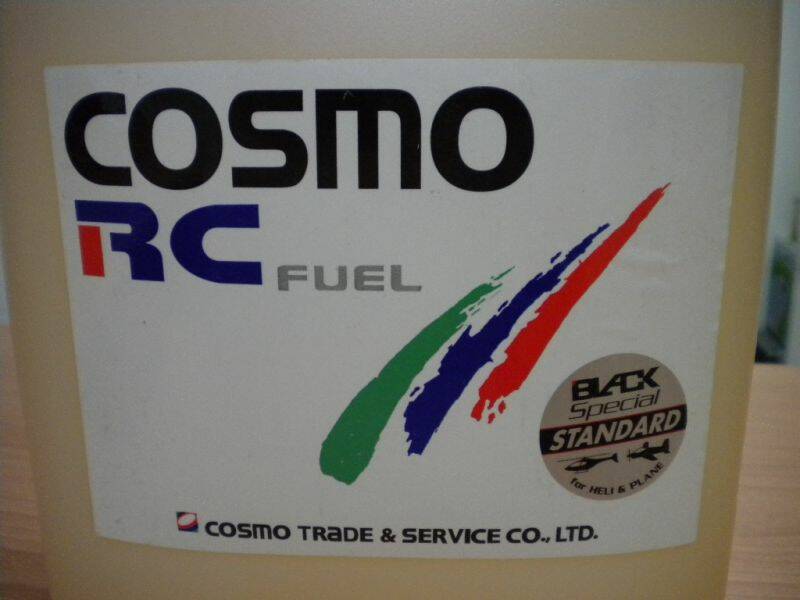 COSMO
RC FUEL
BLACK
Special
STANDARD
for HELI & PLANE
COSMO TRADE & SERVICE CO., LTD.